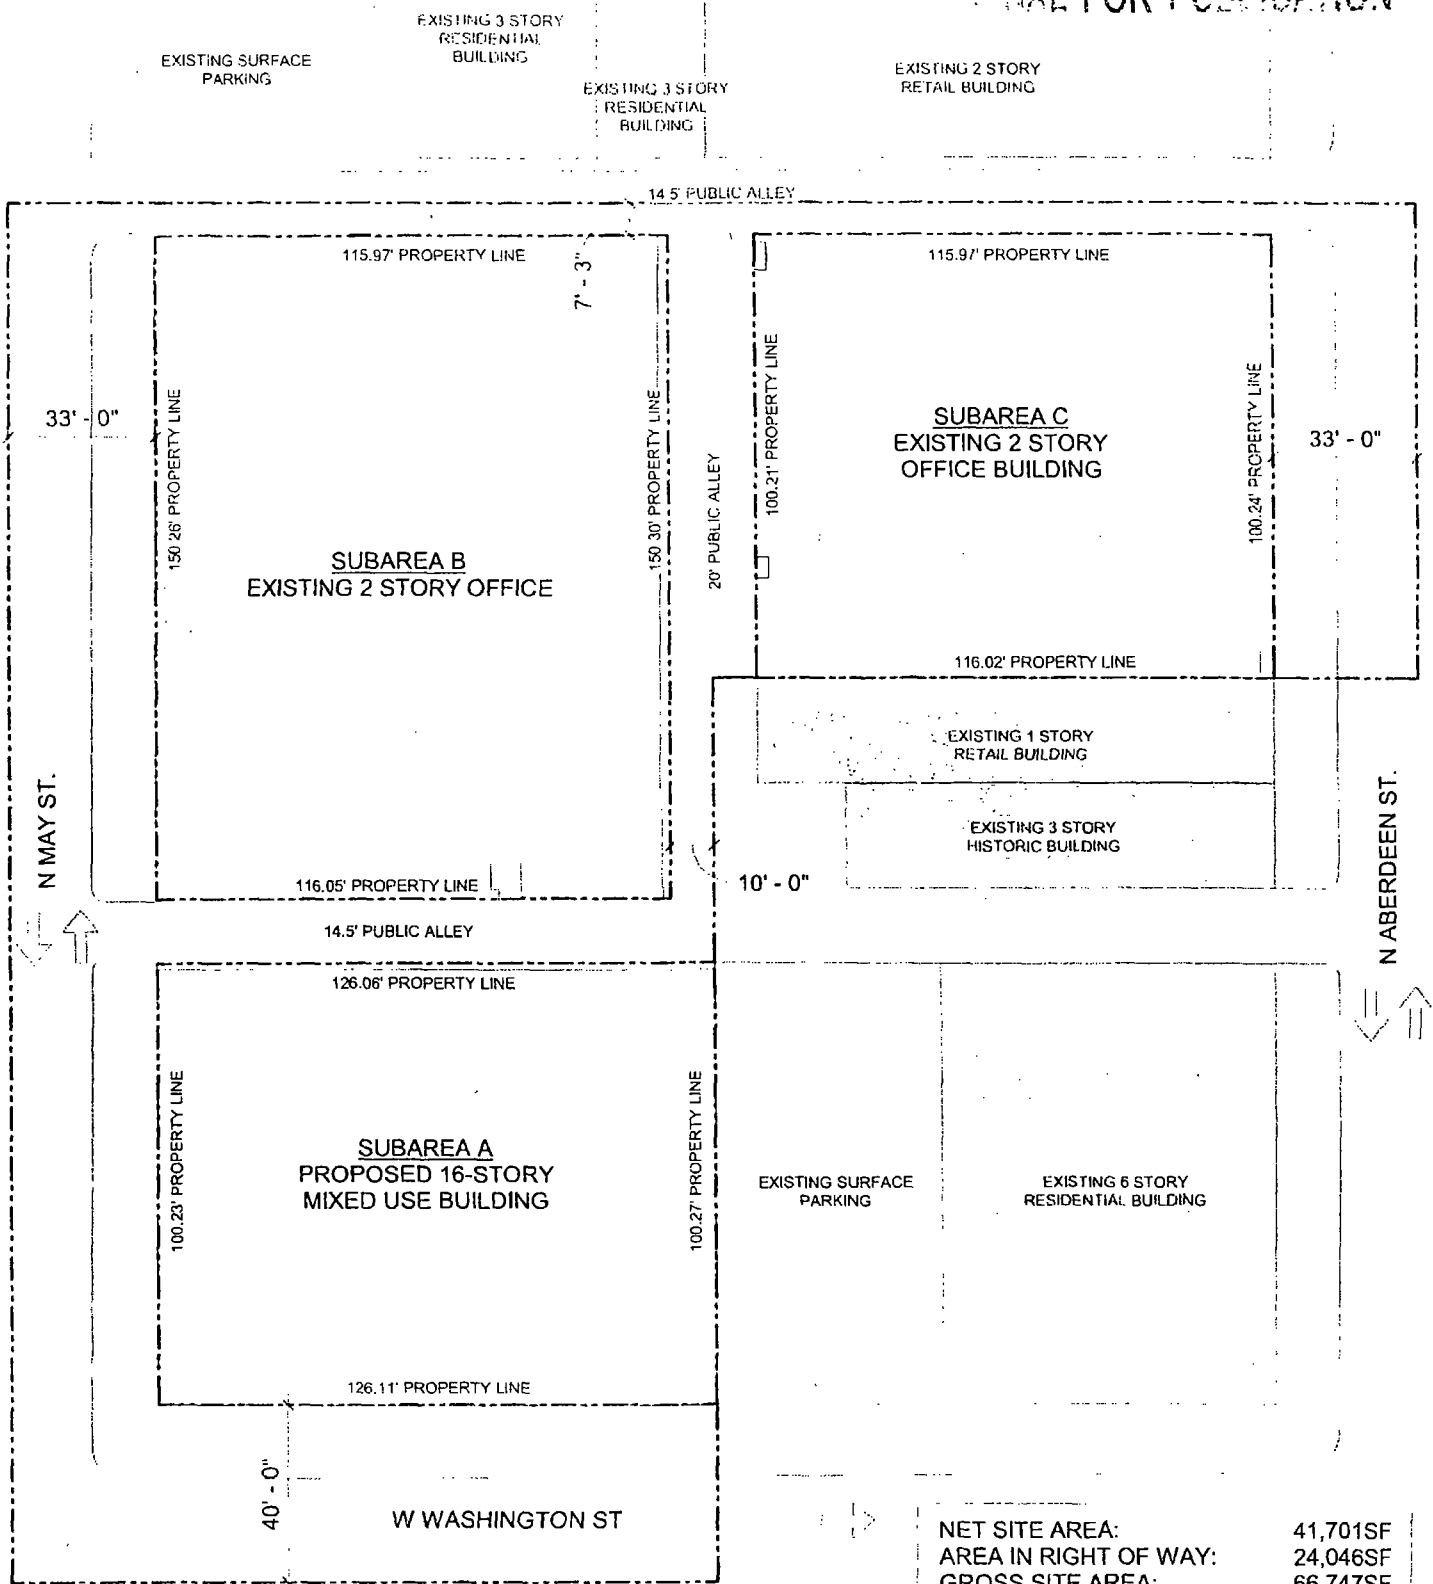 FOR PUBLICATION
EXISTING SURFACE
PARKING
EXISTING 3 STORY
RESIDENTIAL
BUILDING
EXISTING 3 STORY
RESIDENTIAL
BUILDING
EXISTING 2 STORY
RETAIL BUILDING
14 5' PUBLIC ALLEY
115.97' PROPERTY LINE
7' - 3"
115.97' PROPERTY LINE
33' - 0"
150 26' PROPERTY LINE
SUBAREA B
EXISTING 2 STORY OFFICE
150 30' PROPERTY LINE
20' PUBLIC ALLEY
100.21' PROPERTY LINE
SUBAREA C
EXISTING 2 STORY
OFFICE BUILDING
100.24' PROPERTY LINE
33' - 0"
116.02' PROPERTY LINE
EXISTING 1 STORY
RETAIL BUILDING
N MAY ST.
EXISTING 3 STORY
HISTORIC BUILDING
N ABERDEEN ST.
116.05' PROPERTY LINE
10' - 0"
14.5' PUBLIC ALLEY
126.06' PROPERTY LINE
100.23' PROPERTY LINE
SUBAREA A
PROPOSED 16-STORY
MIXED USE BUILDING
100.27' PROPERTY LINE
EXISTING SURFACE
PARKING
EXISTING 6 STORY
RESIDENTIAL BUILDING
126.11' PROPERTY LINE
40' - 0"
W WASHINGTON ST
NET SITE AREA: 41,701SF
AREA IN RIGHT OF WAY: 24,046SF
GROSS SITE AREA: 66,747SF